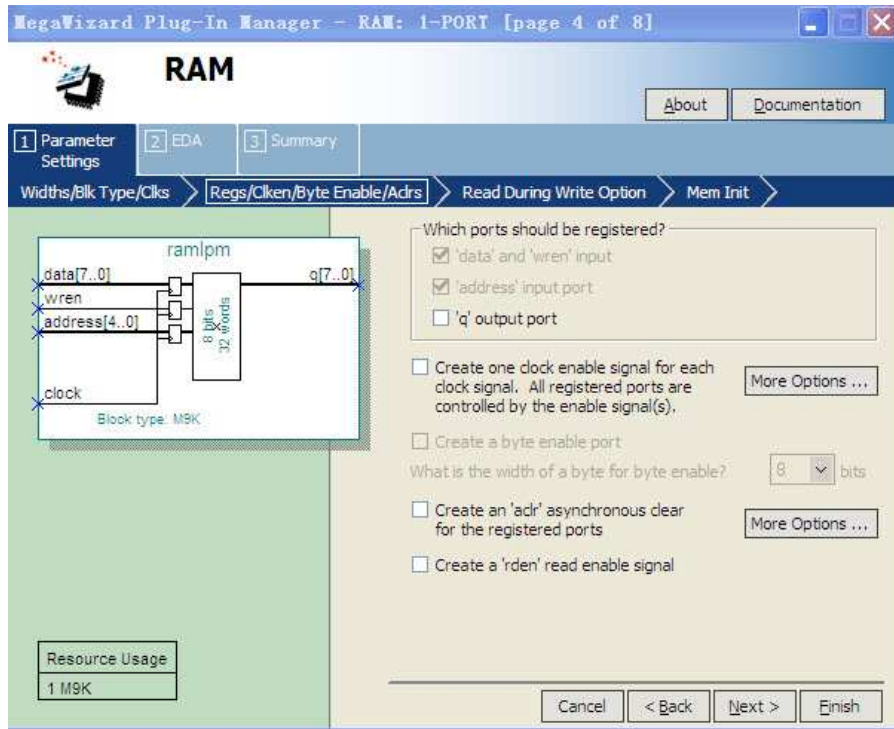 MegaWizard Plug-In Manager - RAM: 1-PORT [page 4 of 8]
RAM
About
Documentation
1 Parameter Settings
2 EDA
3 Summary
Widths/Blk Type/Clks
Regs/Clken/Byte Enable/Adrs
Read During Write Option
Mem Init
ramlpm
data[7..0]
q[7..0]
wren
address[4..0]
8 bits
32 words
clock
Block type: M9K
Resource Usage
1 M9K
Which ports should be registered?
'data' and 'wren' input
'address' input port
'q' output port
Create one clock enable signal for each
clock signal. All registered ports are
controlled by the enable signal(s).
More Options ...
Create a byte enable port
What is the width of a byte for byte enable?
8
bits
Create an 'aclr' asynchronous clear
for the registered ports
More Options ...
Create a 'rden' read enable signal
Cancel
< Back
Next >
Finish